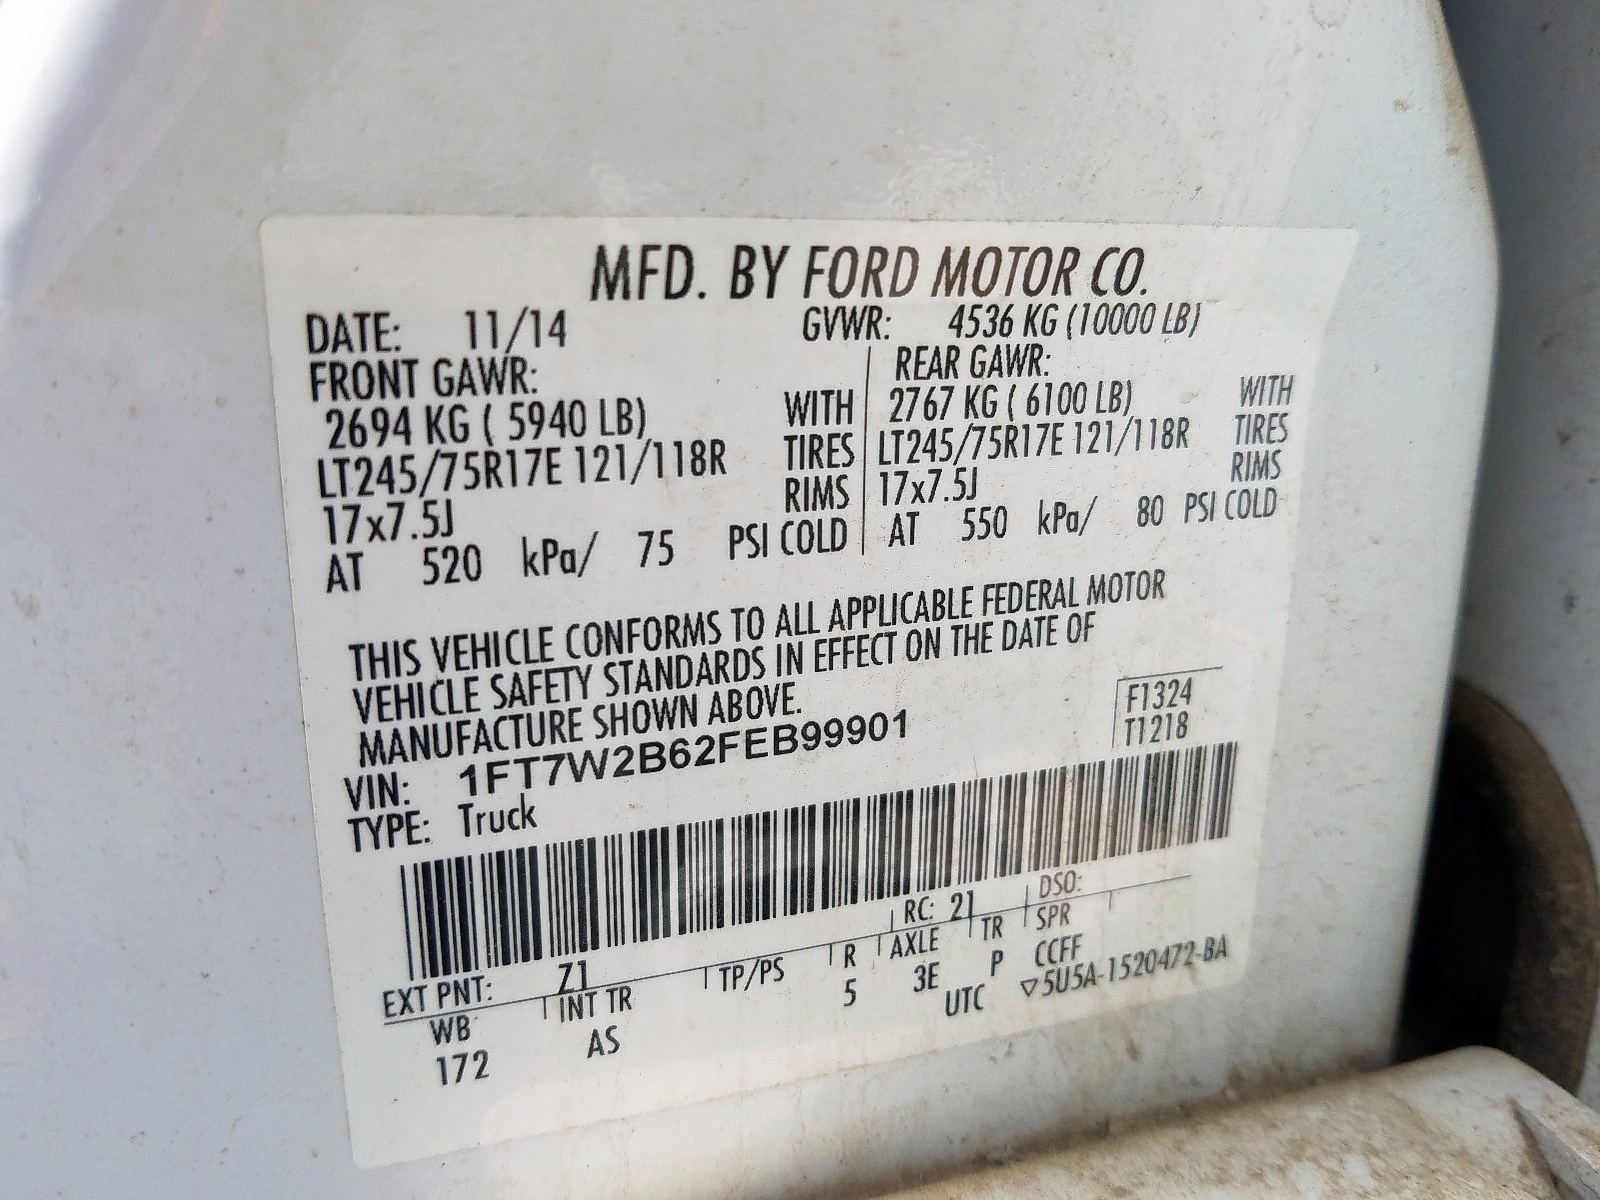 MFD. BY FORD MOTOR CO.
DATE: 11/14 GVWR: 4536 KG (10000 LB)
FRONT GAWR: REAR GAWR:
2694 KG ( 5940 LB) WITH 2767 KG ( 6100 LB) WITH
LT245/75R17E 121/118R TIRES LT245/75R17E 121/118R TIRES
17x7.5J RIMS 17x7.5J RIMS
AT 520 kPa/ 75 PSI COLD AT 550 kPa/ 80 PSI COLD
THIS VEHICLE CONFORMS TO ALL APPLICABLE FEDERAL MOTOR
VEHICLE SAFETY STANDARDS IN EFFECT ON THE DATE OF
MANUFACTURE SHOWN ABOVE.
F1324
T1218
VIN: 1FT7W2B62FEB99901
TYPE: Truck
EXT PNT: Z1 RC: 21 DSO:
WB INT TR TP/PS R AXLE TR SPR
172 AS 5 3E P CCFF
UTC ▽5U5A-1520472-BA